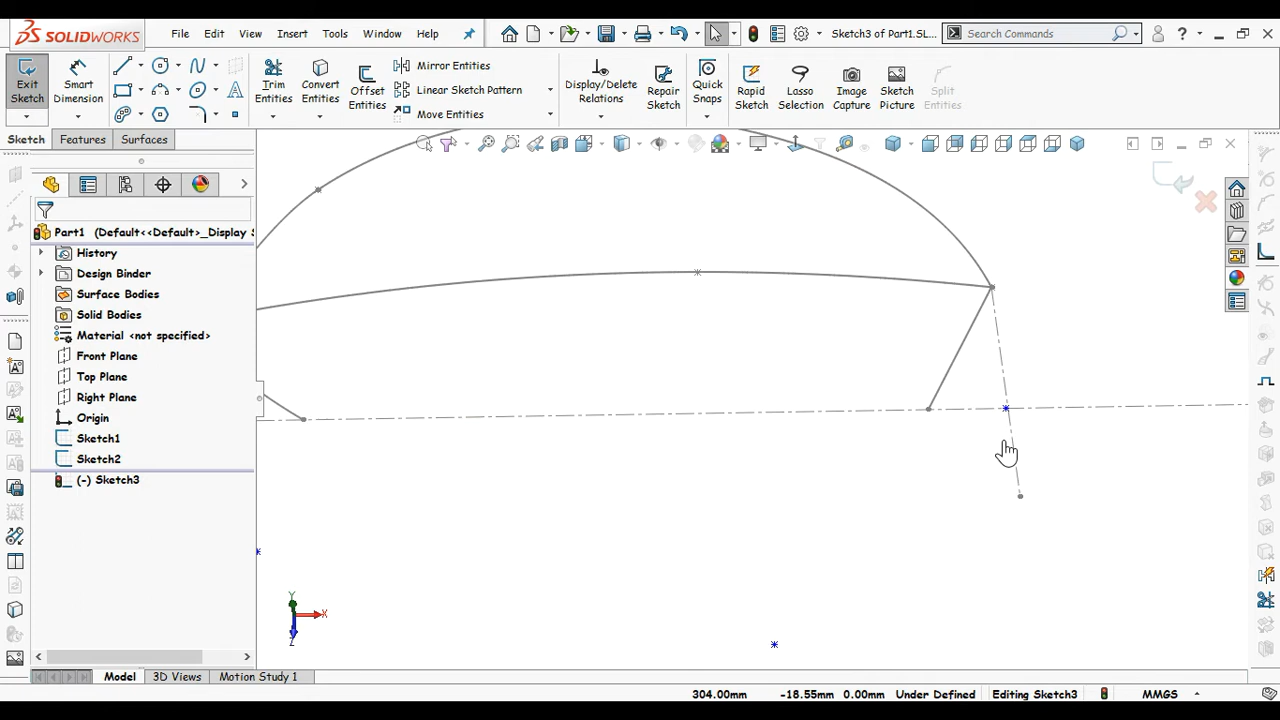 SOLIDWORKS
File Edit View Insert Tools Window Help
Sketch3 of Part1.SL...
Search Commands
Exit Sketch
Smart Dimension
Trim Entities
Convert Entities
Offset Entities
Mirror Entities
Linear Sketch Pattern
Move Entities
Display/Delete Relations
Repair Sketch
Quick Snaps
Rapid Sketch
Lasso Selection
Image Capture
Sketch Picture
Split Entities
Sketch Features Surfaces
Part1 (Default<<Default>_Display S
History
Design Binder
Surface Bodies
Solid Bodies
Material <not specified>
Front Plane
Top Plane
Right Plane
Origin
Sketch1
Sketch2
(-) Sketch3
Y
X
Z
Model 3D Views Motion Study 1
304.00mm -18.55mm 0.00mm Under Defined Editing Sketch3 MMGS